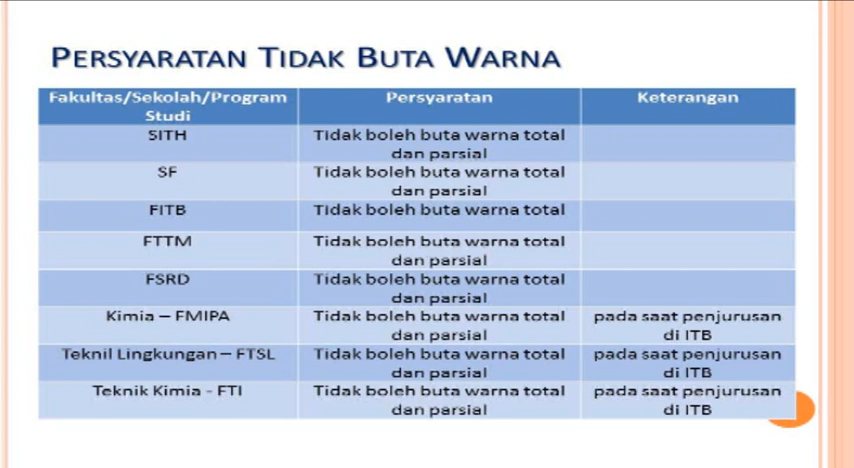 PERSYARATAN TIDAK BUTA WARNA
Fakultas/Sekolah/Program Studi Persyaratan Keterangan
SITH Tidak boleh buta warna total dan parsial
SF Tidak boleh buta warna total dan parsial
FITB Tidak boleh buta warna total
FTTM Tidak boleh buta warna total dan parsial
FSRD Tidak boleh buta warna total dan parsial
Kimia – FMIPA Tidak boleh buta warna total dan parsial pada saat penjurusan di ITB
Teknil Lingkungan – FTSL Tidak boleh buta warna total dan parsial pada saat penjurusan di ITB
Teknik Kimia - FTI Tidak boleh buta warna total dan parsial pada saat penjurusan di ITB